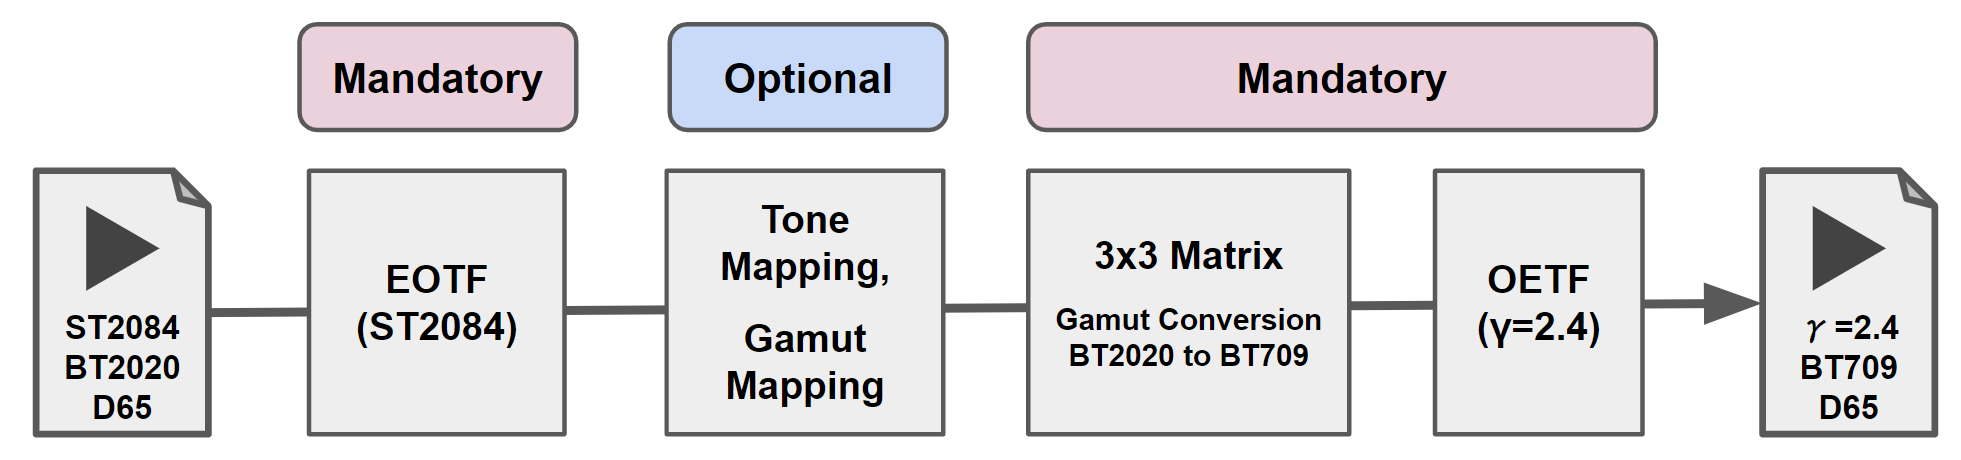 Mandatory
Optional
Mandatory
ST2084
BT2020
D65
EOTF
(ST2084)
Tone
Mapping,
Gamut
Mapping
3x3 Matrix
Gamut Conversion
BT2020 to BT709
OETF
(γ=2.4)
γ =2.4
BT709
D65